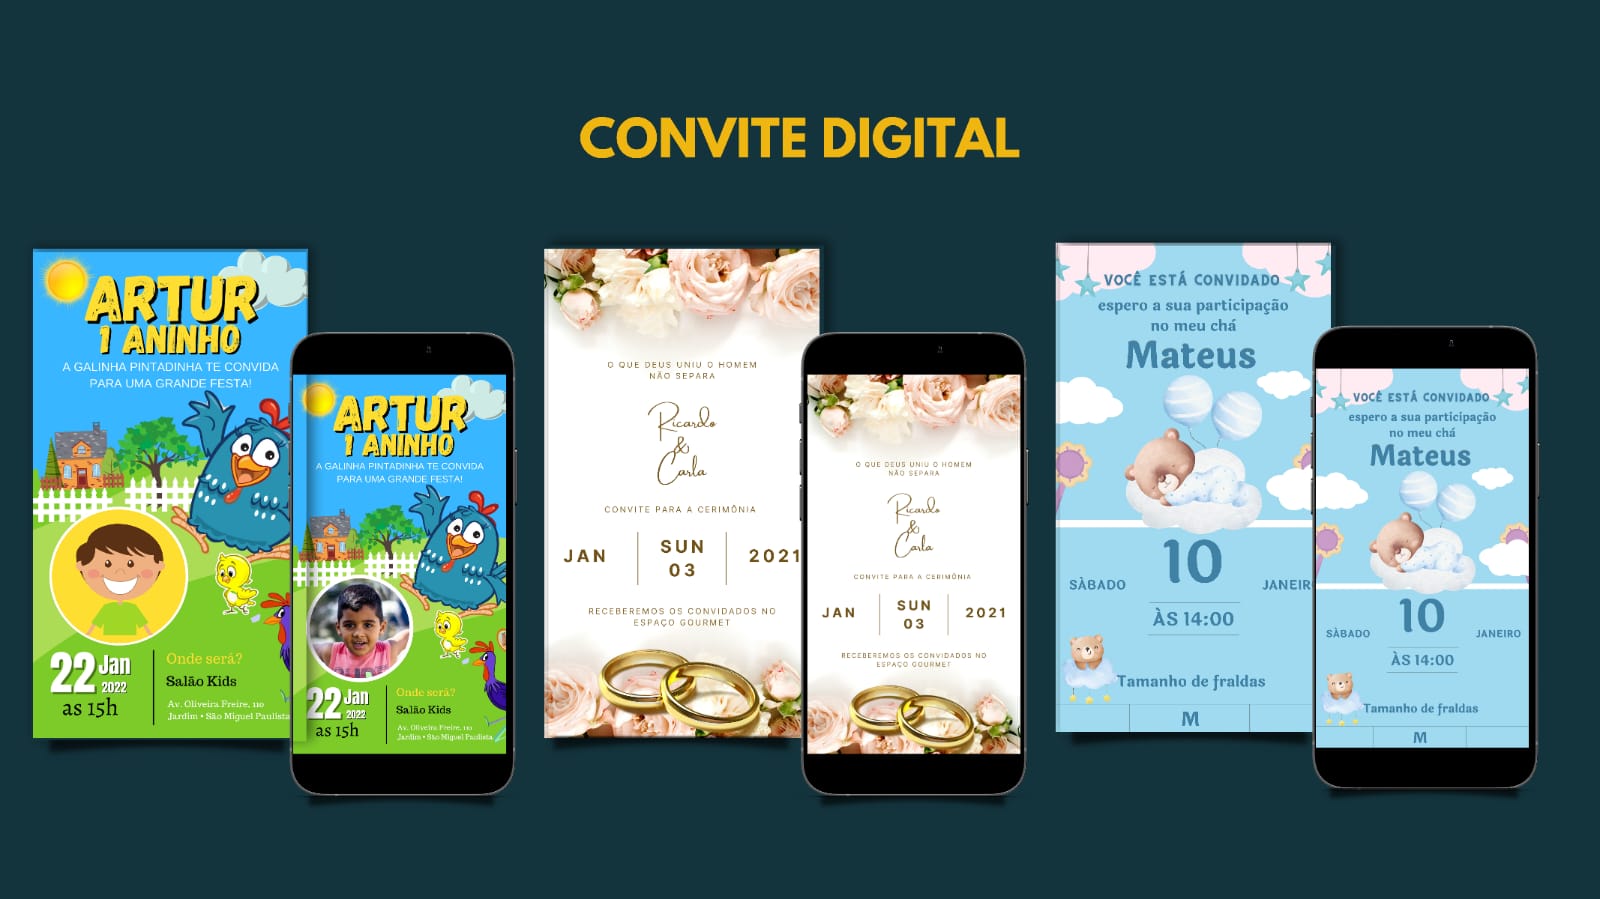 CONVITE DIGITAL
ARTUR
1 ANINHO
A GALINHA PINTADINHA TE CONVIDA
PARA UMA GRANDE FESTA!
22 Jan
2022
as 15h
Onde será?
Salão Kids
Av. Oliveira Freire, 110
Jardim • São Miguel Paulista
ARTUR
1 ANINHO
A GALINHA PINTADINHA TE CONVIDA
PARA UMA GRANDE FESTA!
22 Jan
2022
as 15h
Onde será?
Salão Kids
Av. Oliveira Freire, 110
Jardim • São Miguel Paulista
O QUE DEUS UNIU O HOMEM
NÃO SEPARA
Ricardo
&
Carla
CONVITE PARA A CERIMÔNIA
JAN
SUN
03
2021
RECEBEREMOS OS CONVIDADOS NO
ESPAÇO GOURMET
O QUE DEUS UNIU O HOMEM
NÃO SEPARA
Ricardo
&
Carla
CONVITE PARA A CERIMÔNIA
JAN
SUN
03
2021
RECEBEREMOS OS CONVIDADOS NO
ESPAÇO GOURMET
VOCÊ ESTÁ CONVIDADO
espero a sua participação
no meu chá
Mateus
SÀBADO
10
JANEIR
ÀS 14:00
Tamanho de fraldas
M
VOCÊ ESTÁ CONVIDADO
espero a sua participação
no meu chá
Mateus
SÀBADO
10
JANEIRO
ÀS 14:00
Tamanho de fraldas
M